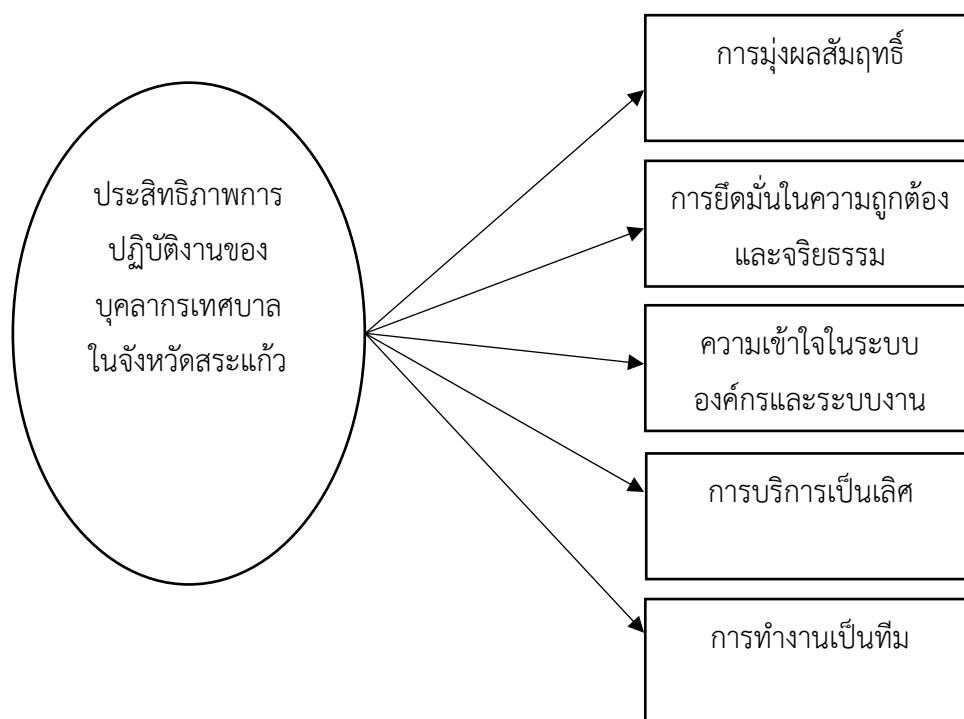 ประสิทธิภาพการ
ปฏิบัติงานของ
บุคลากรเทศบาล
ในจังหวัดสระแก้ว
การมุ่งผลสัมฤทธิ์
การยึดมั่นในความถูกต้อง
และจริยธรรม
ความเข้าใจในระบบ
องค์กรและระบบงาน
การบริการเป็นเลิศ
การทำงานเป็นทีม